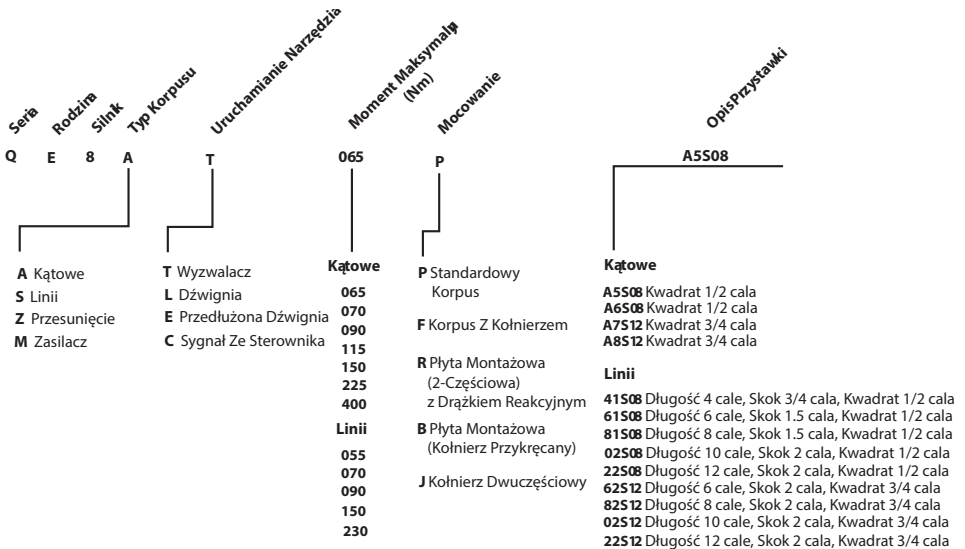 Seria
Rodzina
Silnik
Typ Korpusu
Uruchamianie Narzędzia
Moment Maksymalny
(Nm)
Mocowanie
Opis Przystawki
Q E 8 A T 065 P A5S08
A Kątowe
S Linii
Z Przesunięcie
M Zasilacz
T Wyzwalacz
L Dźwignia
E Przedłużona Dźwignia
C Sygnał Ze Sterownika
Kątowe
065
070
090
115
150
225
400
Linii
055
070
090
150
230
P Standardowy
Korpus
F Korpus Z Kołnierzem
R Płyta Montażowa
(2-Częściowa)
z Drążkiem Reakcyjnym
B Płyta Montażowa
(Kołnierz Przykręcany)
J Kołnierz Dwuczęściowy
Kątowe
A5S08 Kwadrat 1/2 cala
A6S08 Kwadrat 1/2 cala
A7S12 Kwadrat 3/4 cala
A8S12 Kwadrat 3/4 cala
Linii
41S08 Długość 4 cale, Skok 3/4 cala, Kwadrat 1/2 cala
61S08 Długość 6 cale, Skok 1.5 cala, Kwadrat 1/2 cala
81S08 Długość 8 cale, Skok 1.5 cala, Kwadrat 1/2 cala
02S08 Długość 10 cale, Skok 2 cala, Kwadrat 1/2 cala
22S08 Długość 12 cale, Skok 2 cala, Kwadrat 1/2 cala
62S12 Długość 6 cale, Skok 2 cala, Kwadrat 3/4 cala
82S12 Długość 8 cale, Skok 2 cala, Kwadrat 3/4 cala
02S12 Długość 10 cale, Skok 2 cala, Kwadrat 3/4 cala
22S12 Długość 12 cale, Skok 2 cala, Kwadrat 3/4 cala